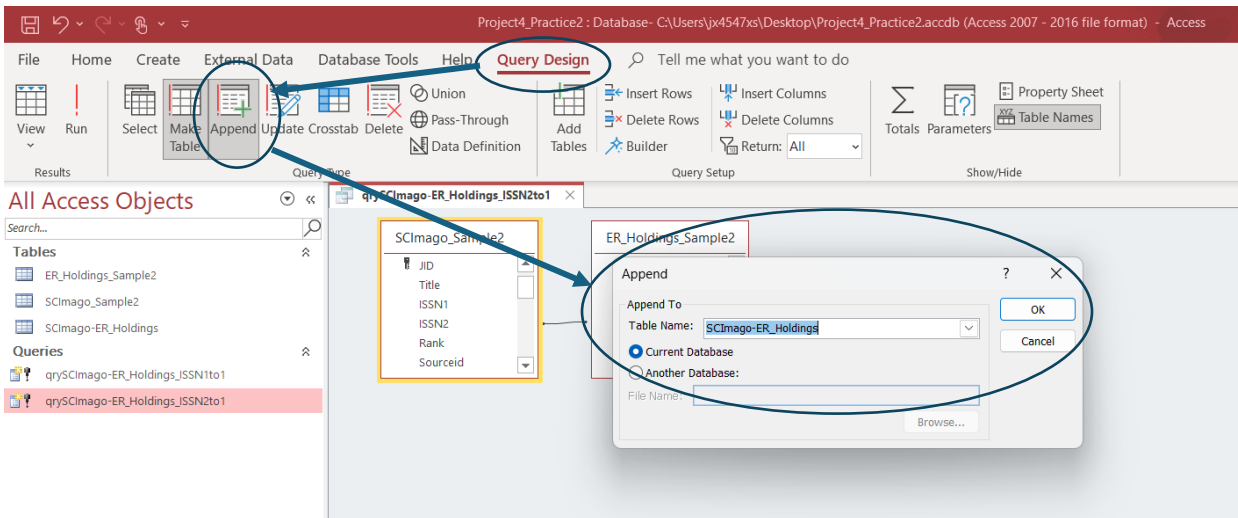 Project4_Practice2 : Database- C:\Users\jx4547xs\Desktop\Project4_Practice2.accdb (Access 2007 - 2016 file format) - Access
File Home Create External Data Database Tools Help Query Design Tell me what you want to do
View
Run
Select
Make Table
Append
Update
Crosstab
Delete
Union
Pass-Through
Data Definition
Add Tables
Insert Rows
Delete Rows
Builder
Insert Columns
Delete Columns
Return: All
Totals
Parameters
Property Sheet
Table Names
Results
Query Type
Query Setup
Show/Hide
All Access Objects
Search...
Tables
ER_Holdings_Sample2
SCImago_Sample2
SCImago-ER_Holdings
Queries
qrySCImago-ER_Holdings_ISSN1to1
qrySCImago-ER_Holdings_ISSN2to1
qrySCImago-ER_Holdings_ISSN2to1
SCImago_Sample2
JID
Title
ISSN1
ISSN2
Rank
Sourceid
ER_Holdings_Sample2
Append
?
Append To
Table Name: SCImago-ER_Holdings
Current Database
Another Database:
File Name:
Browse...
OK
Cancel